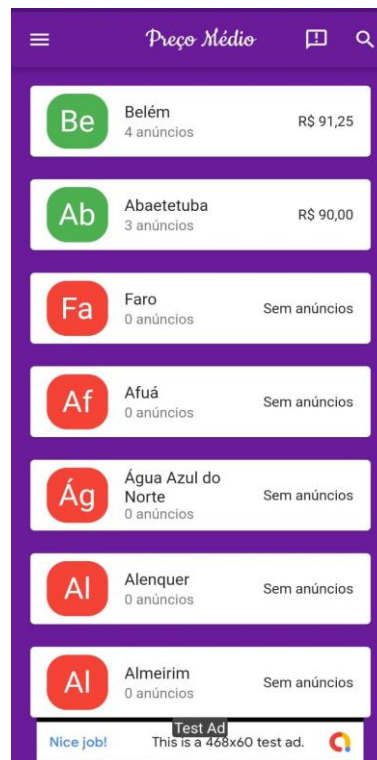 Preço Médio
Be
Belém
4 anúncios
R$ 91,25
Ab
Abaetetuba
3 anúncios
R$ 90,00
Fa
Faro
0 anúncios
Sem anúncios
Af
Afuá
0 anúncios
Sem anúncios
Ág
Água Azul do
Norte
0 anúncios
Sem anúncios
Al
Alenquer
0 anúncios
Sem anúncios
Al
Almeirim
0 anúncios
Sem anúncios
Test Ad
Nice job!
This is a 468x60 test ad.